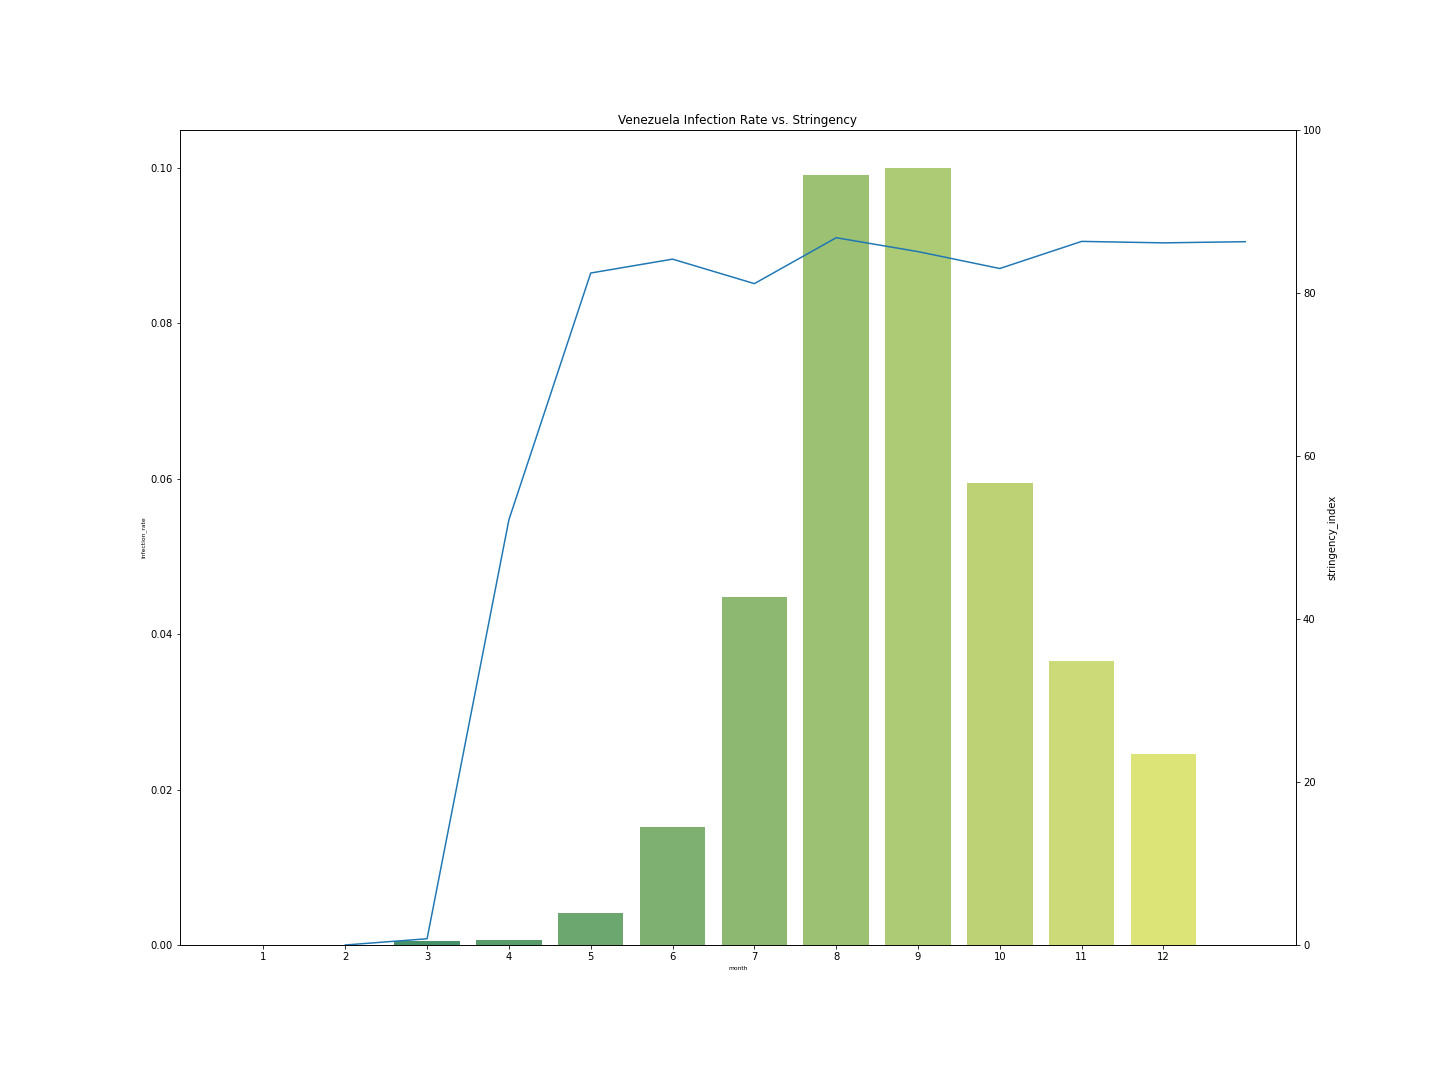 Venezuela Infection Rate vs. Stringency
0.10
0.08
0.06
0.04
0.02
0.00
Infection_rate
100
80
60
40
20
0
stringency_index
1 2 3 4 5 6 7 8 9 10 11 12
month